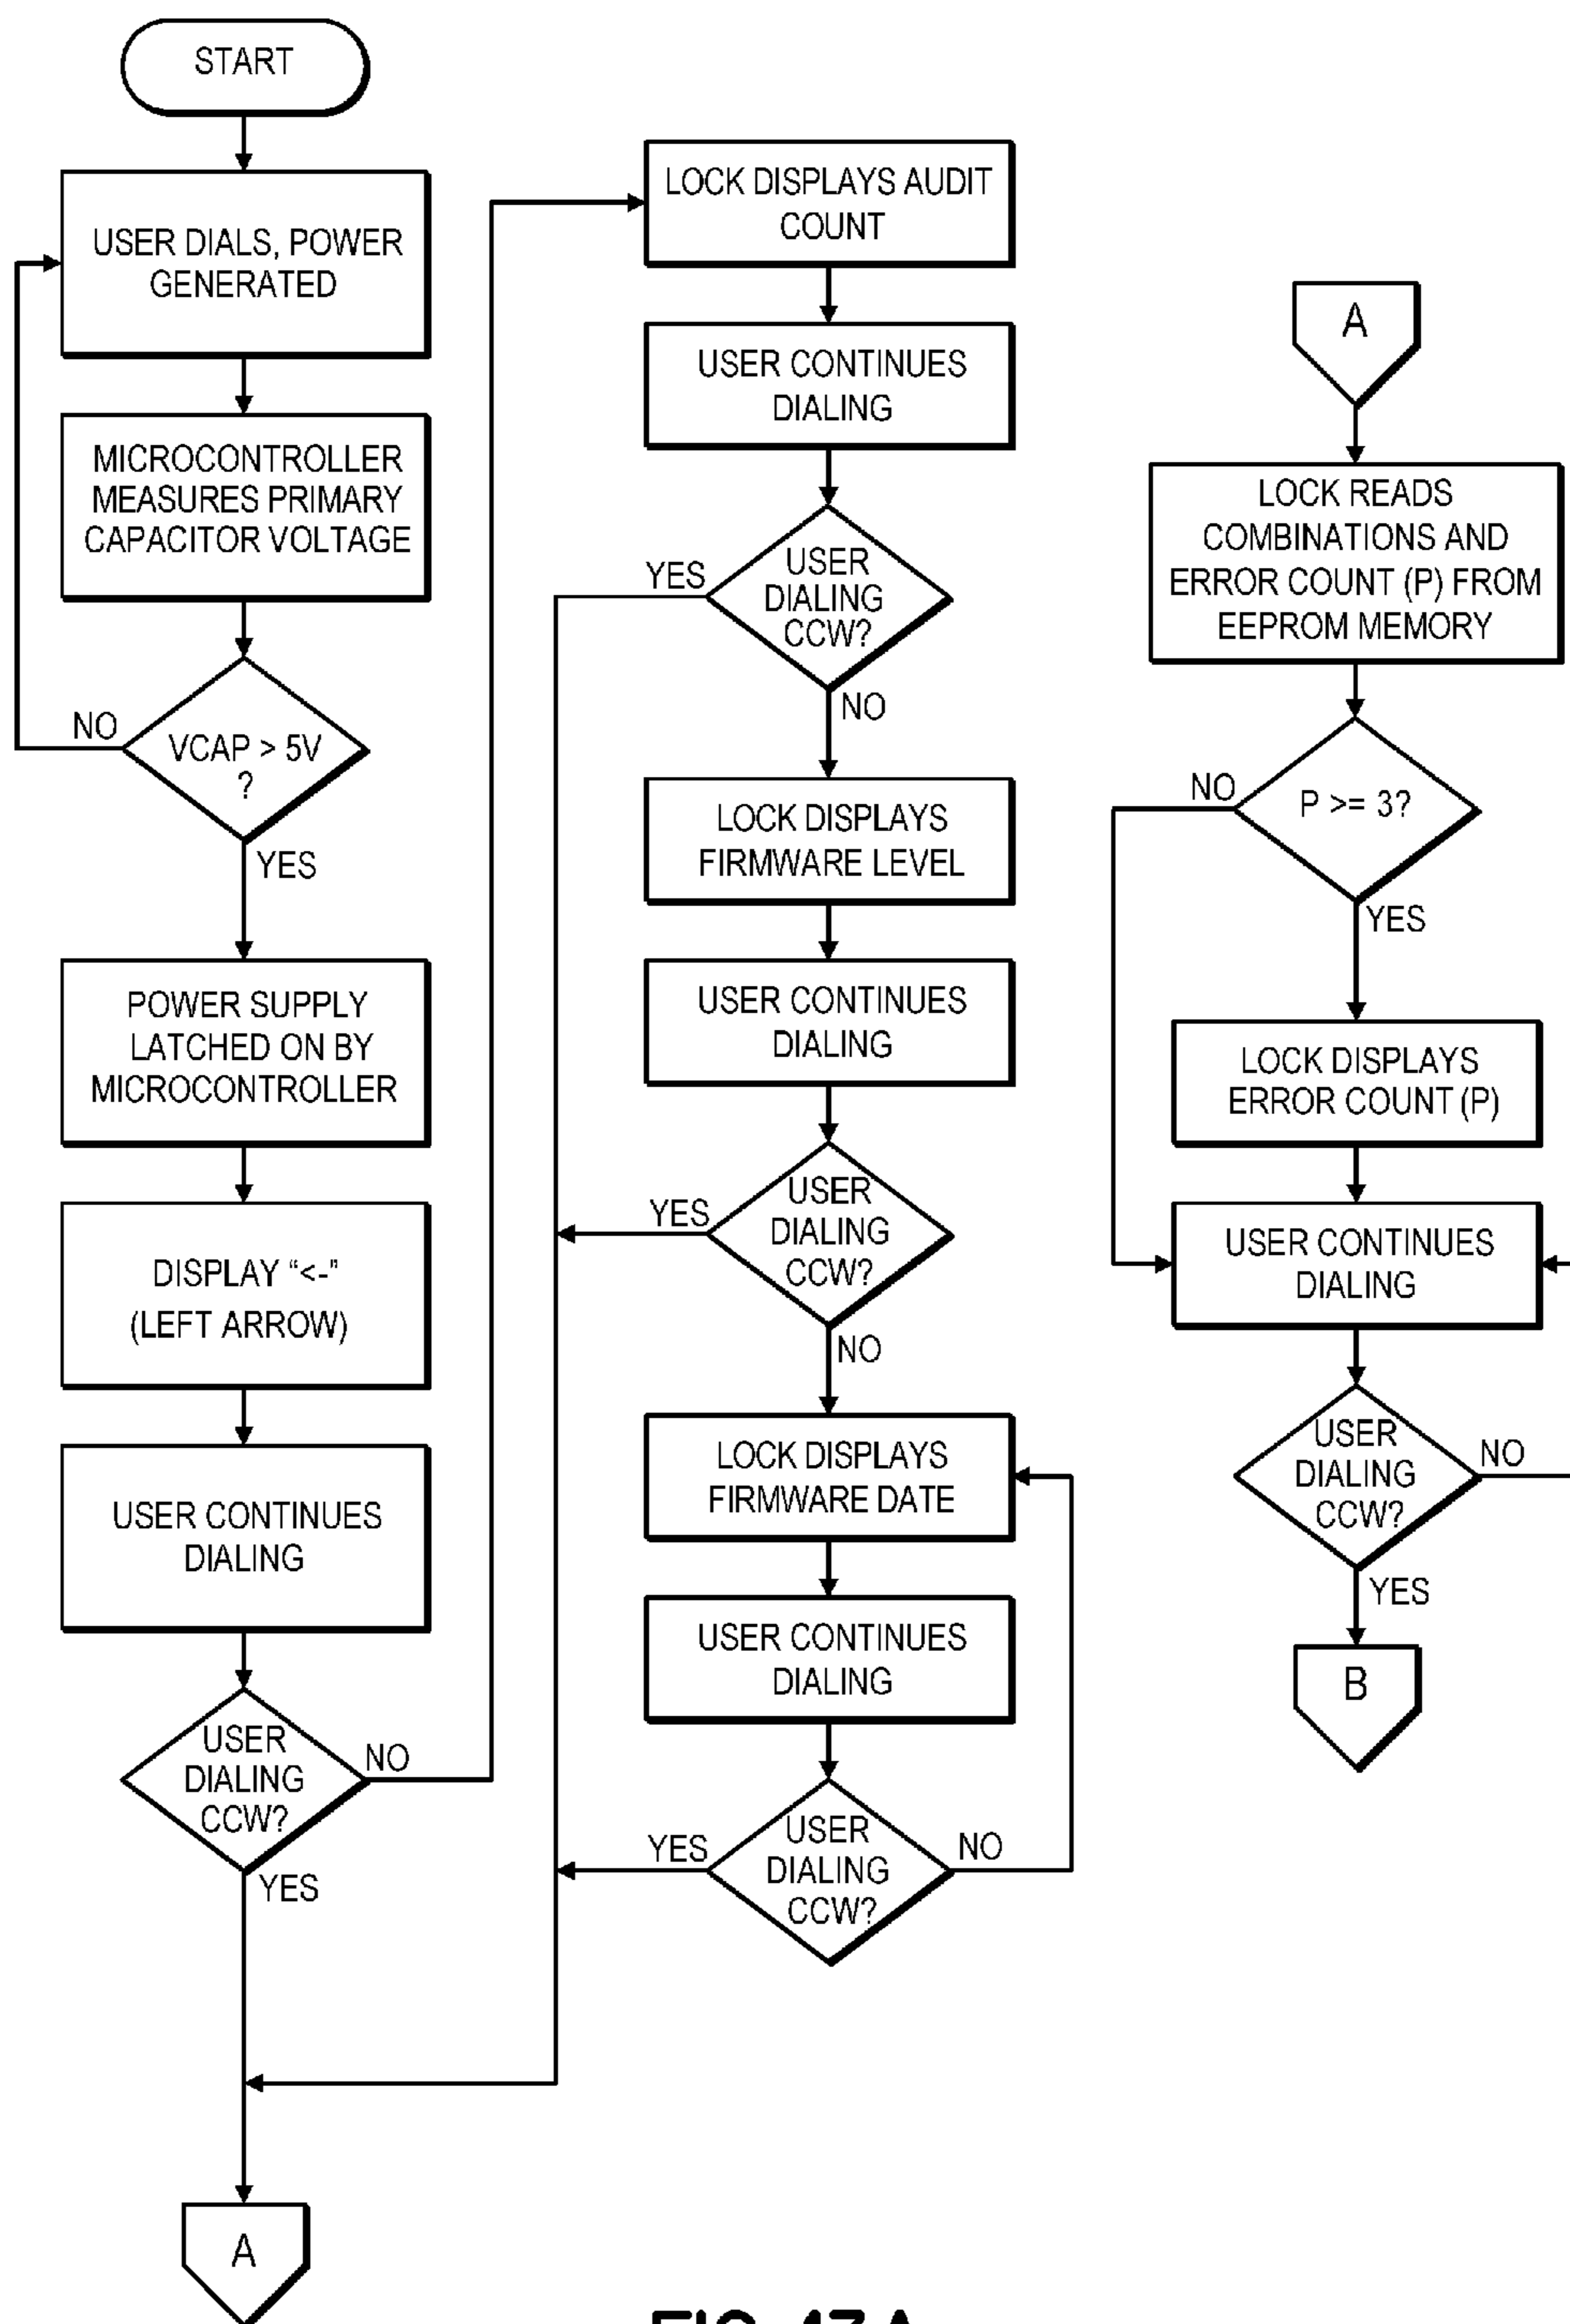 START
USER DIALS, POWER
GENERATED
MICROCONTROLLER
MEASURES PRIMARY
CAPACITOR VOLTAGE
NO
VCAP > 5V
?
YES
POWER SUPPLY
LATCHED ON BY
MICROCONTROLLER
DISPLAY “<-”
(LEFT ARROW)
USER CONTINUES
DIALING
USER
DIALING
CCW?
NO
YES
A
LOCK DISPLAYS AUDIT
COUNT
USER CONTINUES
DIALING
YES
USER
DIALING
CCW?
NO
LOCK DISPLAYS
FIRMWARE LEVEL
USER CONTINUES
DIALING
YES
USER
DIALING
CCW?
NO
LOCK DISPLAYS
FIRMWARE DATE
USER CONTINUES
DIALING
YES
USER
DIALING
CCW?
NO
A
LOCK READS
COMBINATIONS AND
ERROR COUNT (P) FROM
EEPROM MEMORY
NO
P >= 3?
YES
LOCK DISPLAYS
ERROR COUNT (P)
USER CONTINUES
DIALING
USER
DIALING
CCW?
NO
YES
B